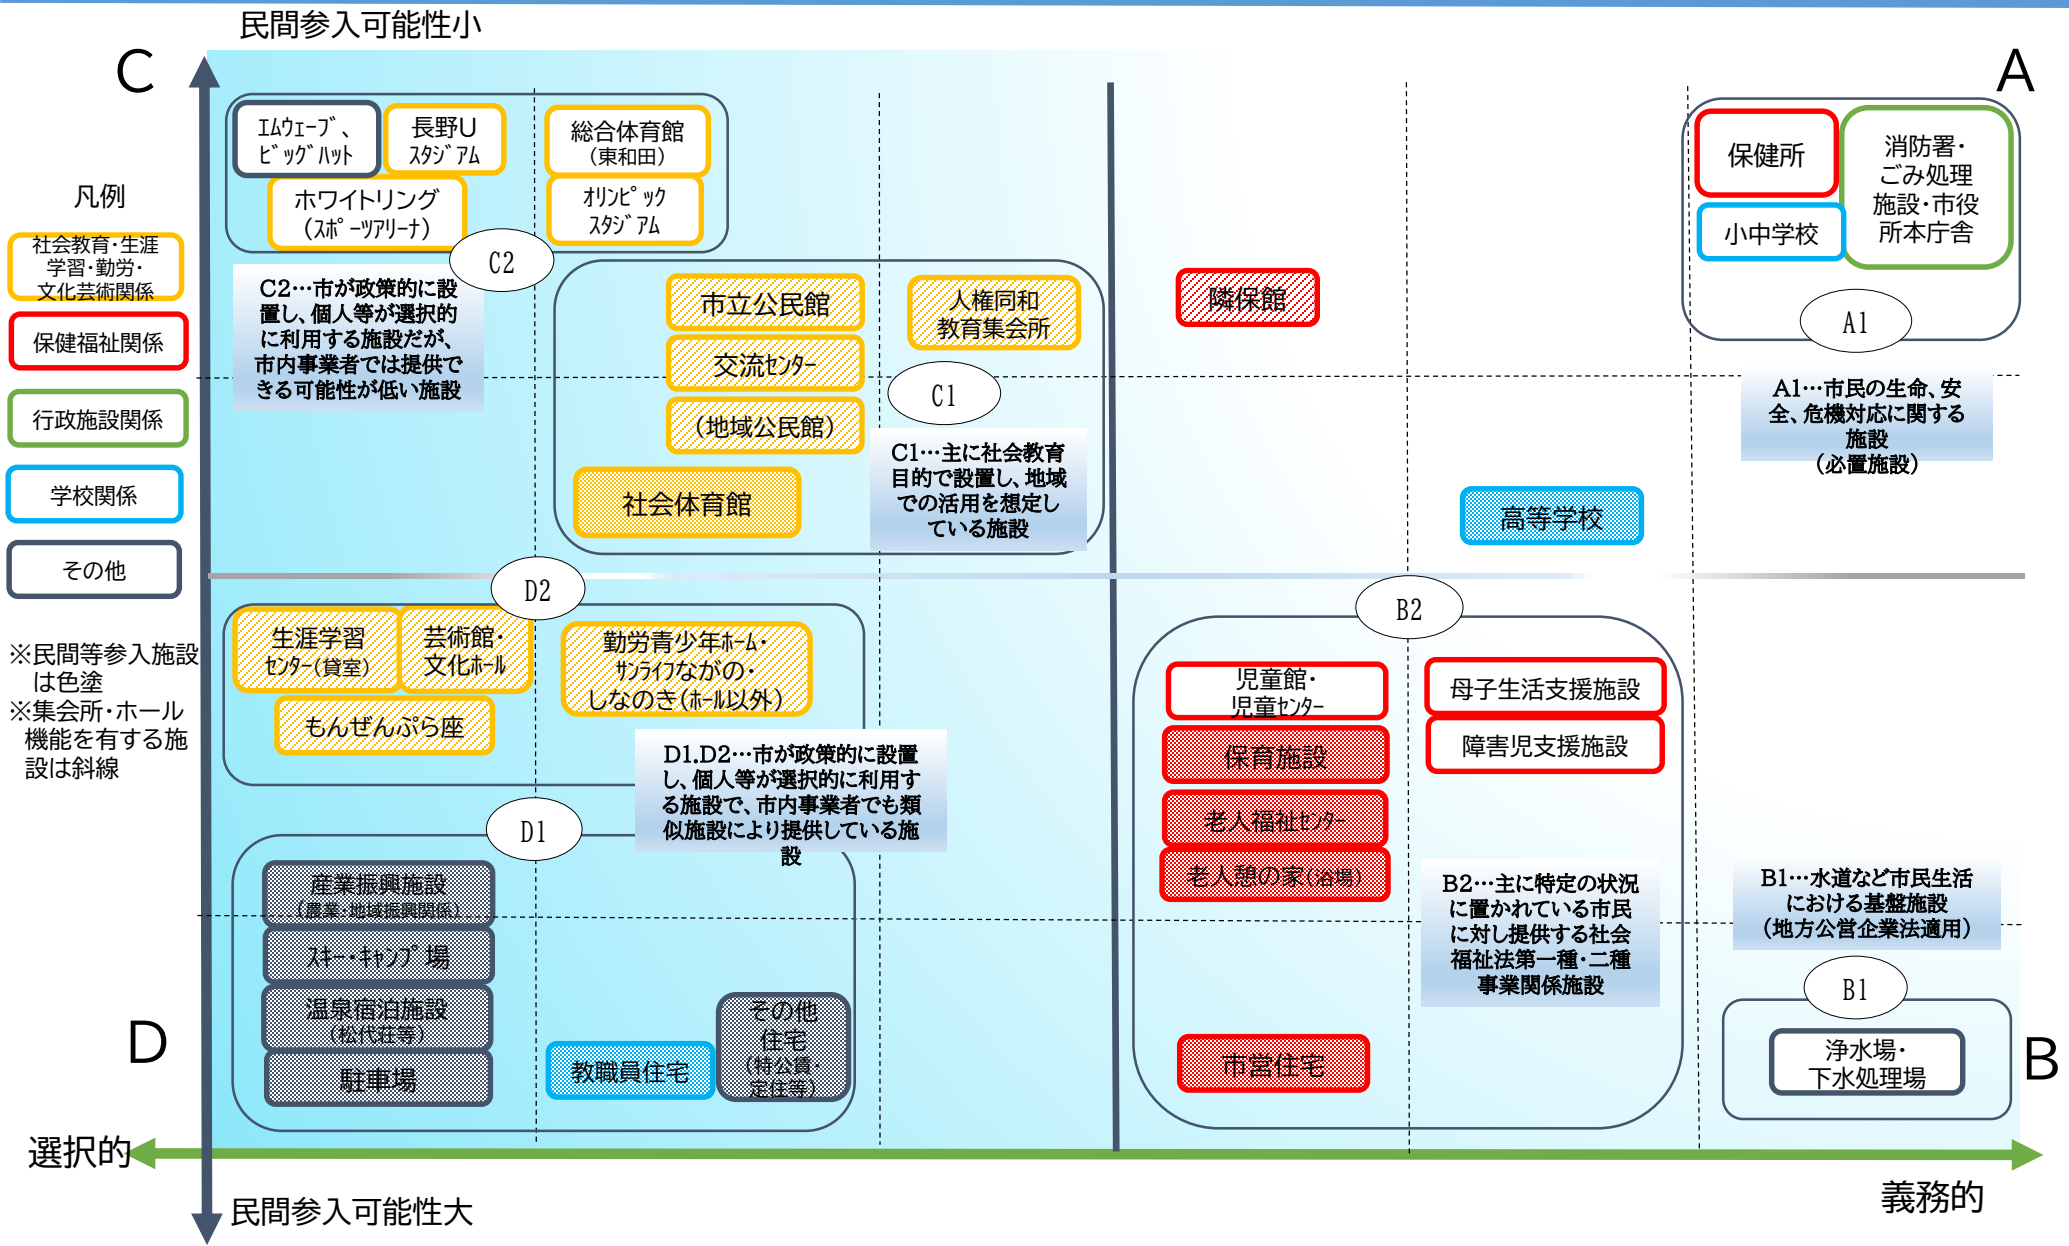 民間参入可能性小
C
A
エムウェーブ、
ビッグハット
長野U
スタジアム
ホワイトリング
(スポーツアリーナ)
総合体育館
(東和田)
オリンピック
スタジアム
C2
C2…市が政策的に設
置し、個人等が選択的
に利用する施設だが、
市内事業者では提供で
きる可能性が低い施設
凡例
社会教育・生涯
学習・勤労・
文化芸術関係
保健福祉関係
行政施設関係
学校関係
その他
※民間等参入施設
は色塗
※集会所・ホール
機能を有する施
設は斜線
市立公民館
交流センター
(地域公民館)
社会体育館
人権同和
教育集会所
C1
C1…主に社会教育
目的で設置し、地域
での活用を想定し
ている施設
隣保館
高等学校
保健所
小中学校
消防署・
ごみ処理
施設・市役
所本庁舎
A1
A1…市民の生命、安
全、危機対応に関する
施設
(必置施設)
D2
生涯学習
センター(貸室)
芸術館・
文化ホール
もんぜんぷら座
勤労青少年ホーム・
サンライフながの・
しなのき(ホール以外)
D1.D2…市が政策的に設置
し、個人等が選択的に利用す
る施設で、市内事業者でも類
似施設により提供している施
設
D1
産業振興施設
(農業・地域振興関係)
スキー・キャンプ場
温泉宿泊施設
(松代荘等)
駐車場
教職員住宅
その他
住宅
(特公賃・
定住等)
B2
児童館・
児童センター
保育施設
老人福祉センター
老人憩の家(浴場)
市営住宅
母子生活支援施設
障害児支援施設
B2…主に特定の状況
に置かれている市民
に対し提供する社会
福祉法第一種・二種
事業関係施設
B1…水道など市民生活
における基盤施設
(地方公営企業法適用)
B1
浄水場・
下水処理場
D
B
選択的
義務的
民間参入可能性大